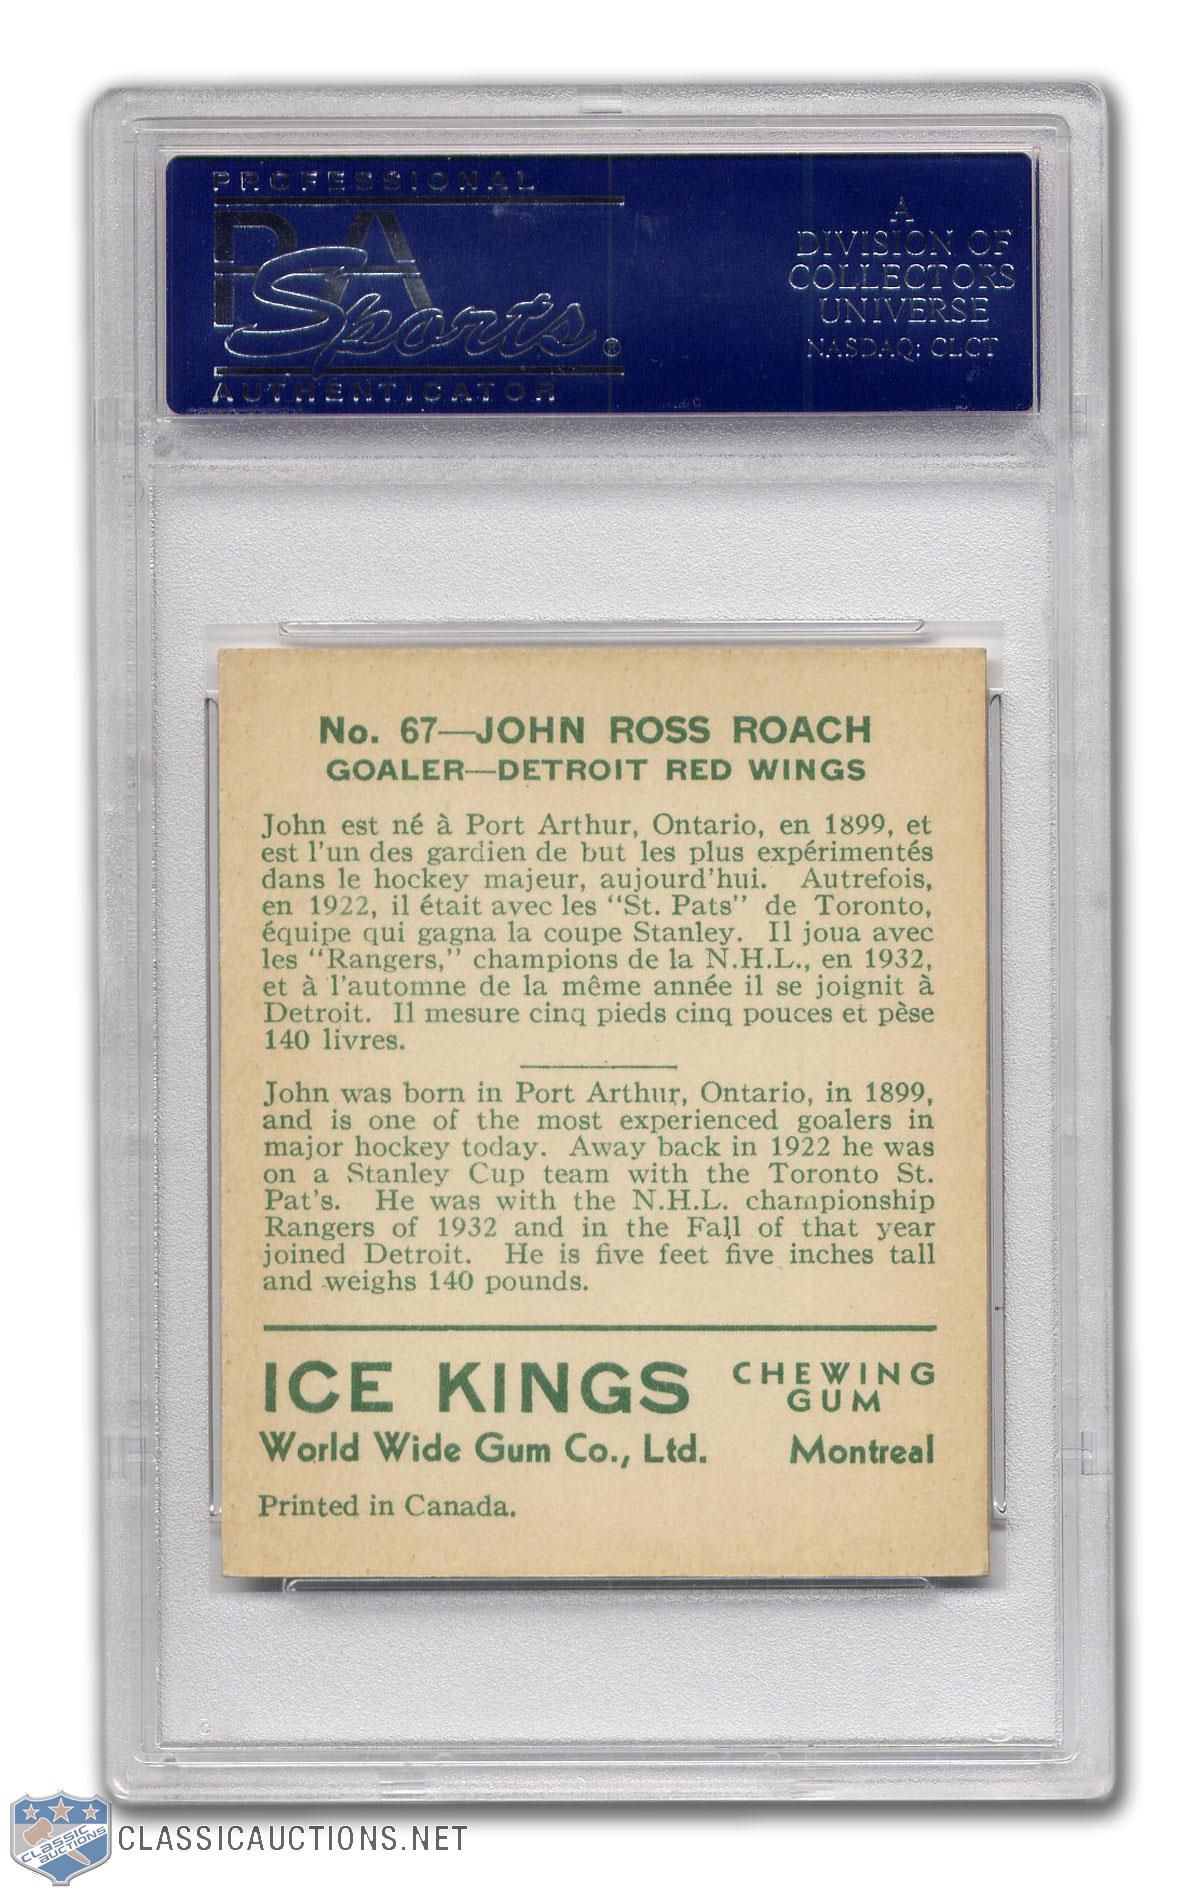 PROFESSIONAL
PSA
Sports®
AUTHENTICATOR
A
DIVISION OF
COLLECTORS
UNIVERSE
NASDAQ: CLCT
No. 67—JOHN ROSS ROACH
GOALER—DETROIT RED WINGS
John est né à Port Arthur, Ontario, en 1899, et
est l'un des gardien de but les plus expérimentés
dans le hockey majeur, aujourd'hui. Autrefois,
en 1922, il était avec les "St. Pats" de Toronto,
équipe qui gagna la coupe Stanley. Il joua avec
les "Rangers," champions de la N.H.L., en 1932,
et à l'automne de la même année il se joignit à
Detroit. Il mesure cinq pieds cinq pouces et pèse
140 livres.
John was born in Port Arthur, Ontario, in 1899,
and is one of the most experienced goalers in
major hockey today. Away back in 1922 he was
on a Stanley Cup team with the Toronto St.
Pat's. He was with the N.H.L. championship
Rangers of 1932 and in the Fall of that year
joined Detroit. He is five feet five inches tall
and weighs 140 pounds.
ICE KINGS CHEWING GUM
World Wide Gum Co., Ltd. Montreal
Printed in Canada.
CLASSIC AUCTIONS
CLASSICAUCTIONS.NET